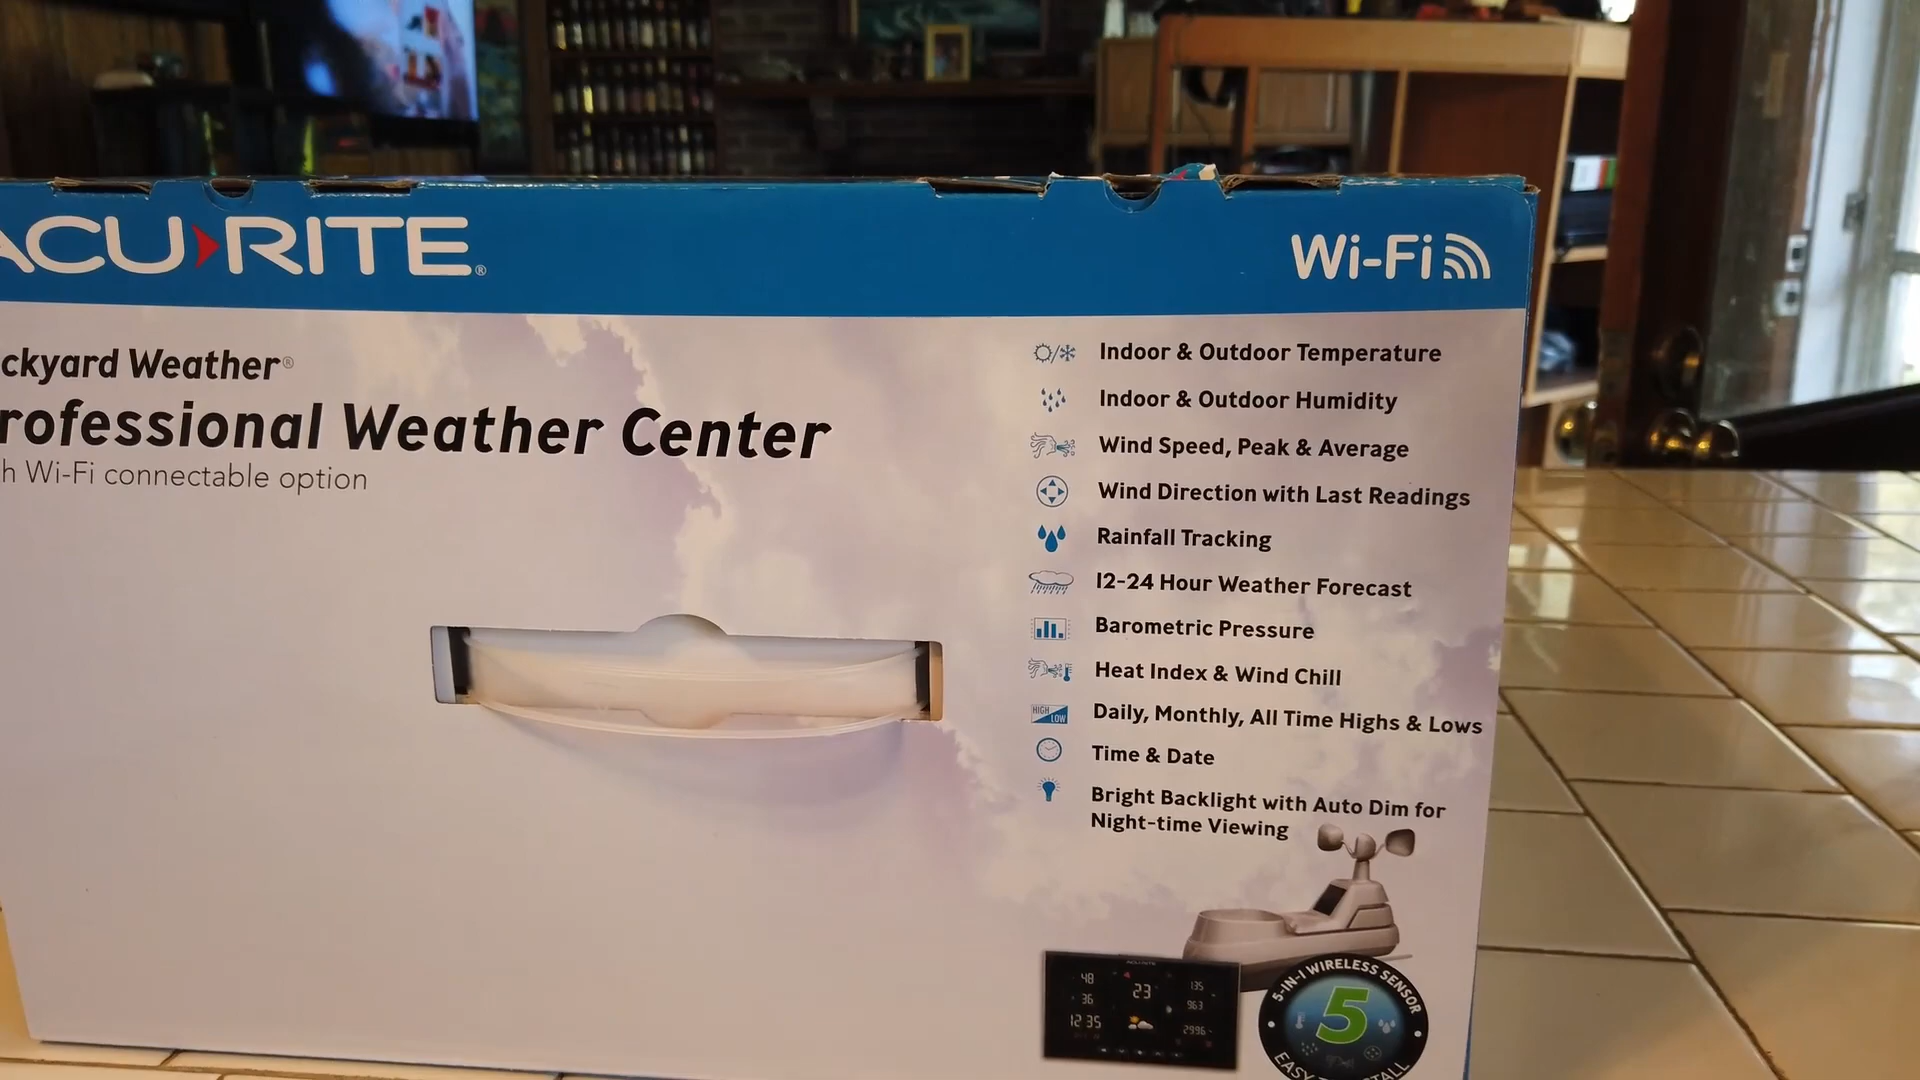 ACU RITE®
Wi-Fi
ckyard Weather®
rofessional Weather Center
h Wi-Fi connectable option
Indoor & Outdoor Temperature
Indoor & Outdoor Humidity
Wind Speed, Peak & Average
Wind Direction with Last Readings
Rainfall Tracking
12-24 Hour Weather Forecast
Barometric Pressure
Heat Index & Wind Chill
HIGH
LOW
Daily, Monthly, All Time Highs & Lows
Time & Date
Bright Backlight with Auto Dim for
Night-time Viewing
ACU RITE
48
23
135
36
963
12 35
2996
5-IN-1 WIRELESS SENSOR
5
EASY